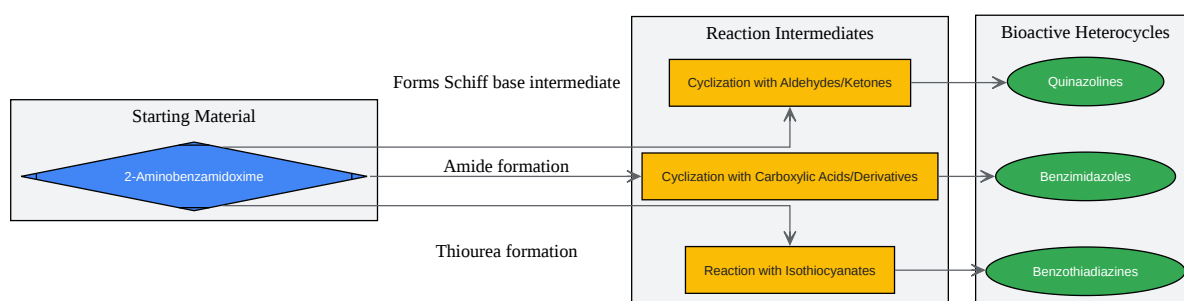 Starting Material
2-Aminobenzamidoxime
Forms Schiff base intermediate
Amide formation
Thiourea formation
Reaction Intermediates
Cyclization with Aldehydes/Ketones
Cyclization with Carboxylic Acids/Derivatives
Reaction with Isothiocyanates
Bioactive Heterocycles
Quinazolines
Benzimidazoles
Benzothiadiazines